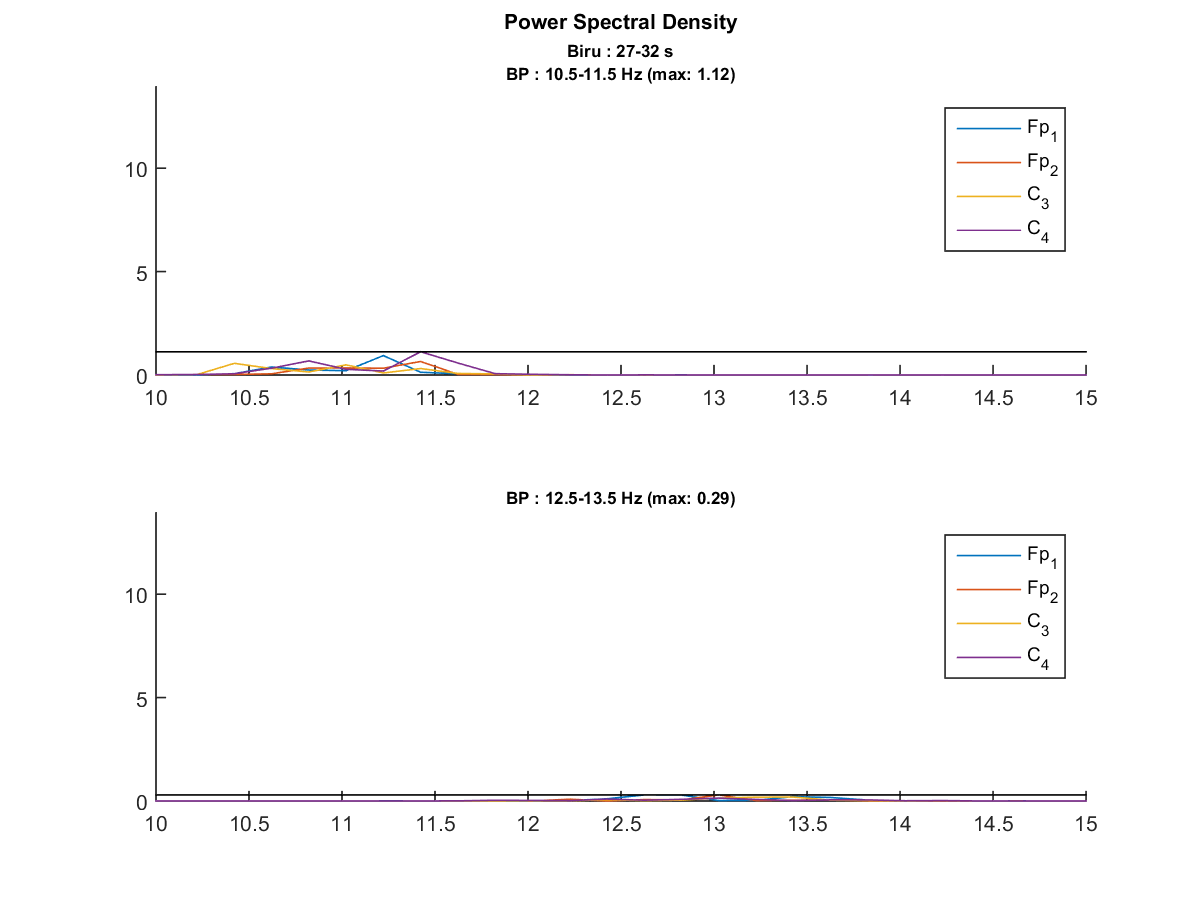 Power Spectral Density
Biru : 27-32 s
BP : 10.5-11.5 Hz (max: 1.12)
Fp1
Fp2
C3
C4
10
5
0
10 10.5 11 11.5 12 12.5 13 13.5 14 14.5 15
BP : 12.5-13.5 Hz (max: 0.29)
Fp1
Fp2
C3
C4
10
5
0
10 10.5 11 11.5 12 12.5 13 13.5 14 14.5 15